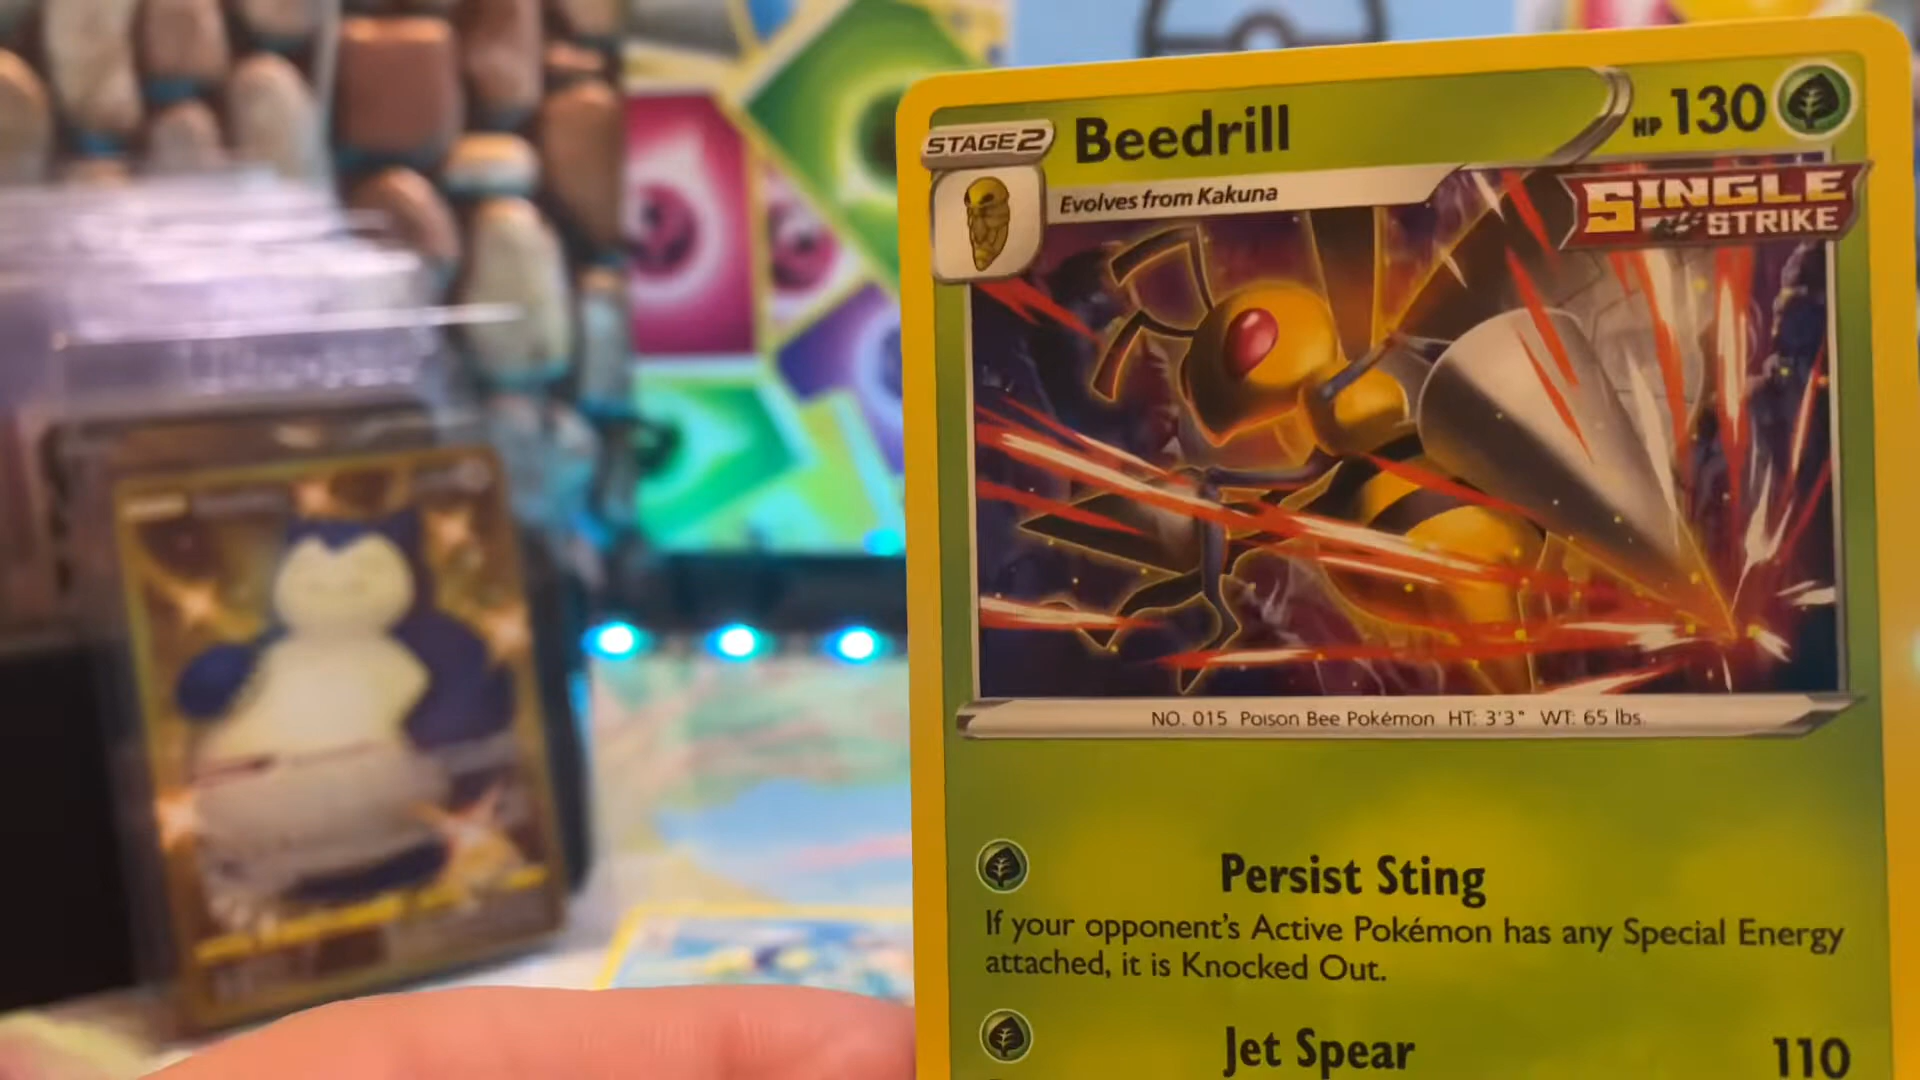 STAGE2 Beedrill HP 130
Evolves from Kakuna
SINGLE
STRIKE
NO. 015 Poison Bee Pokémon HT: 3'3" WT: 65 lbs.
Persist Sting
If your opponent's Active Pokémon has any Special Energy
attached, it is Knocked Out.
Jet Spear 110